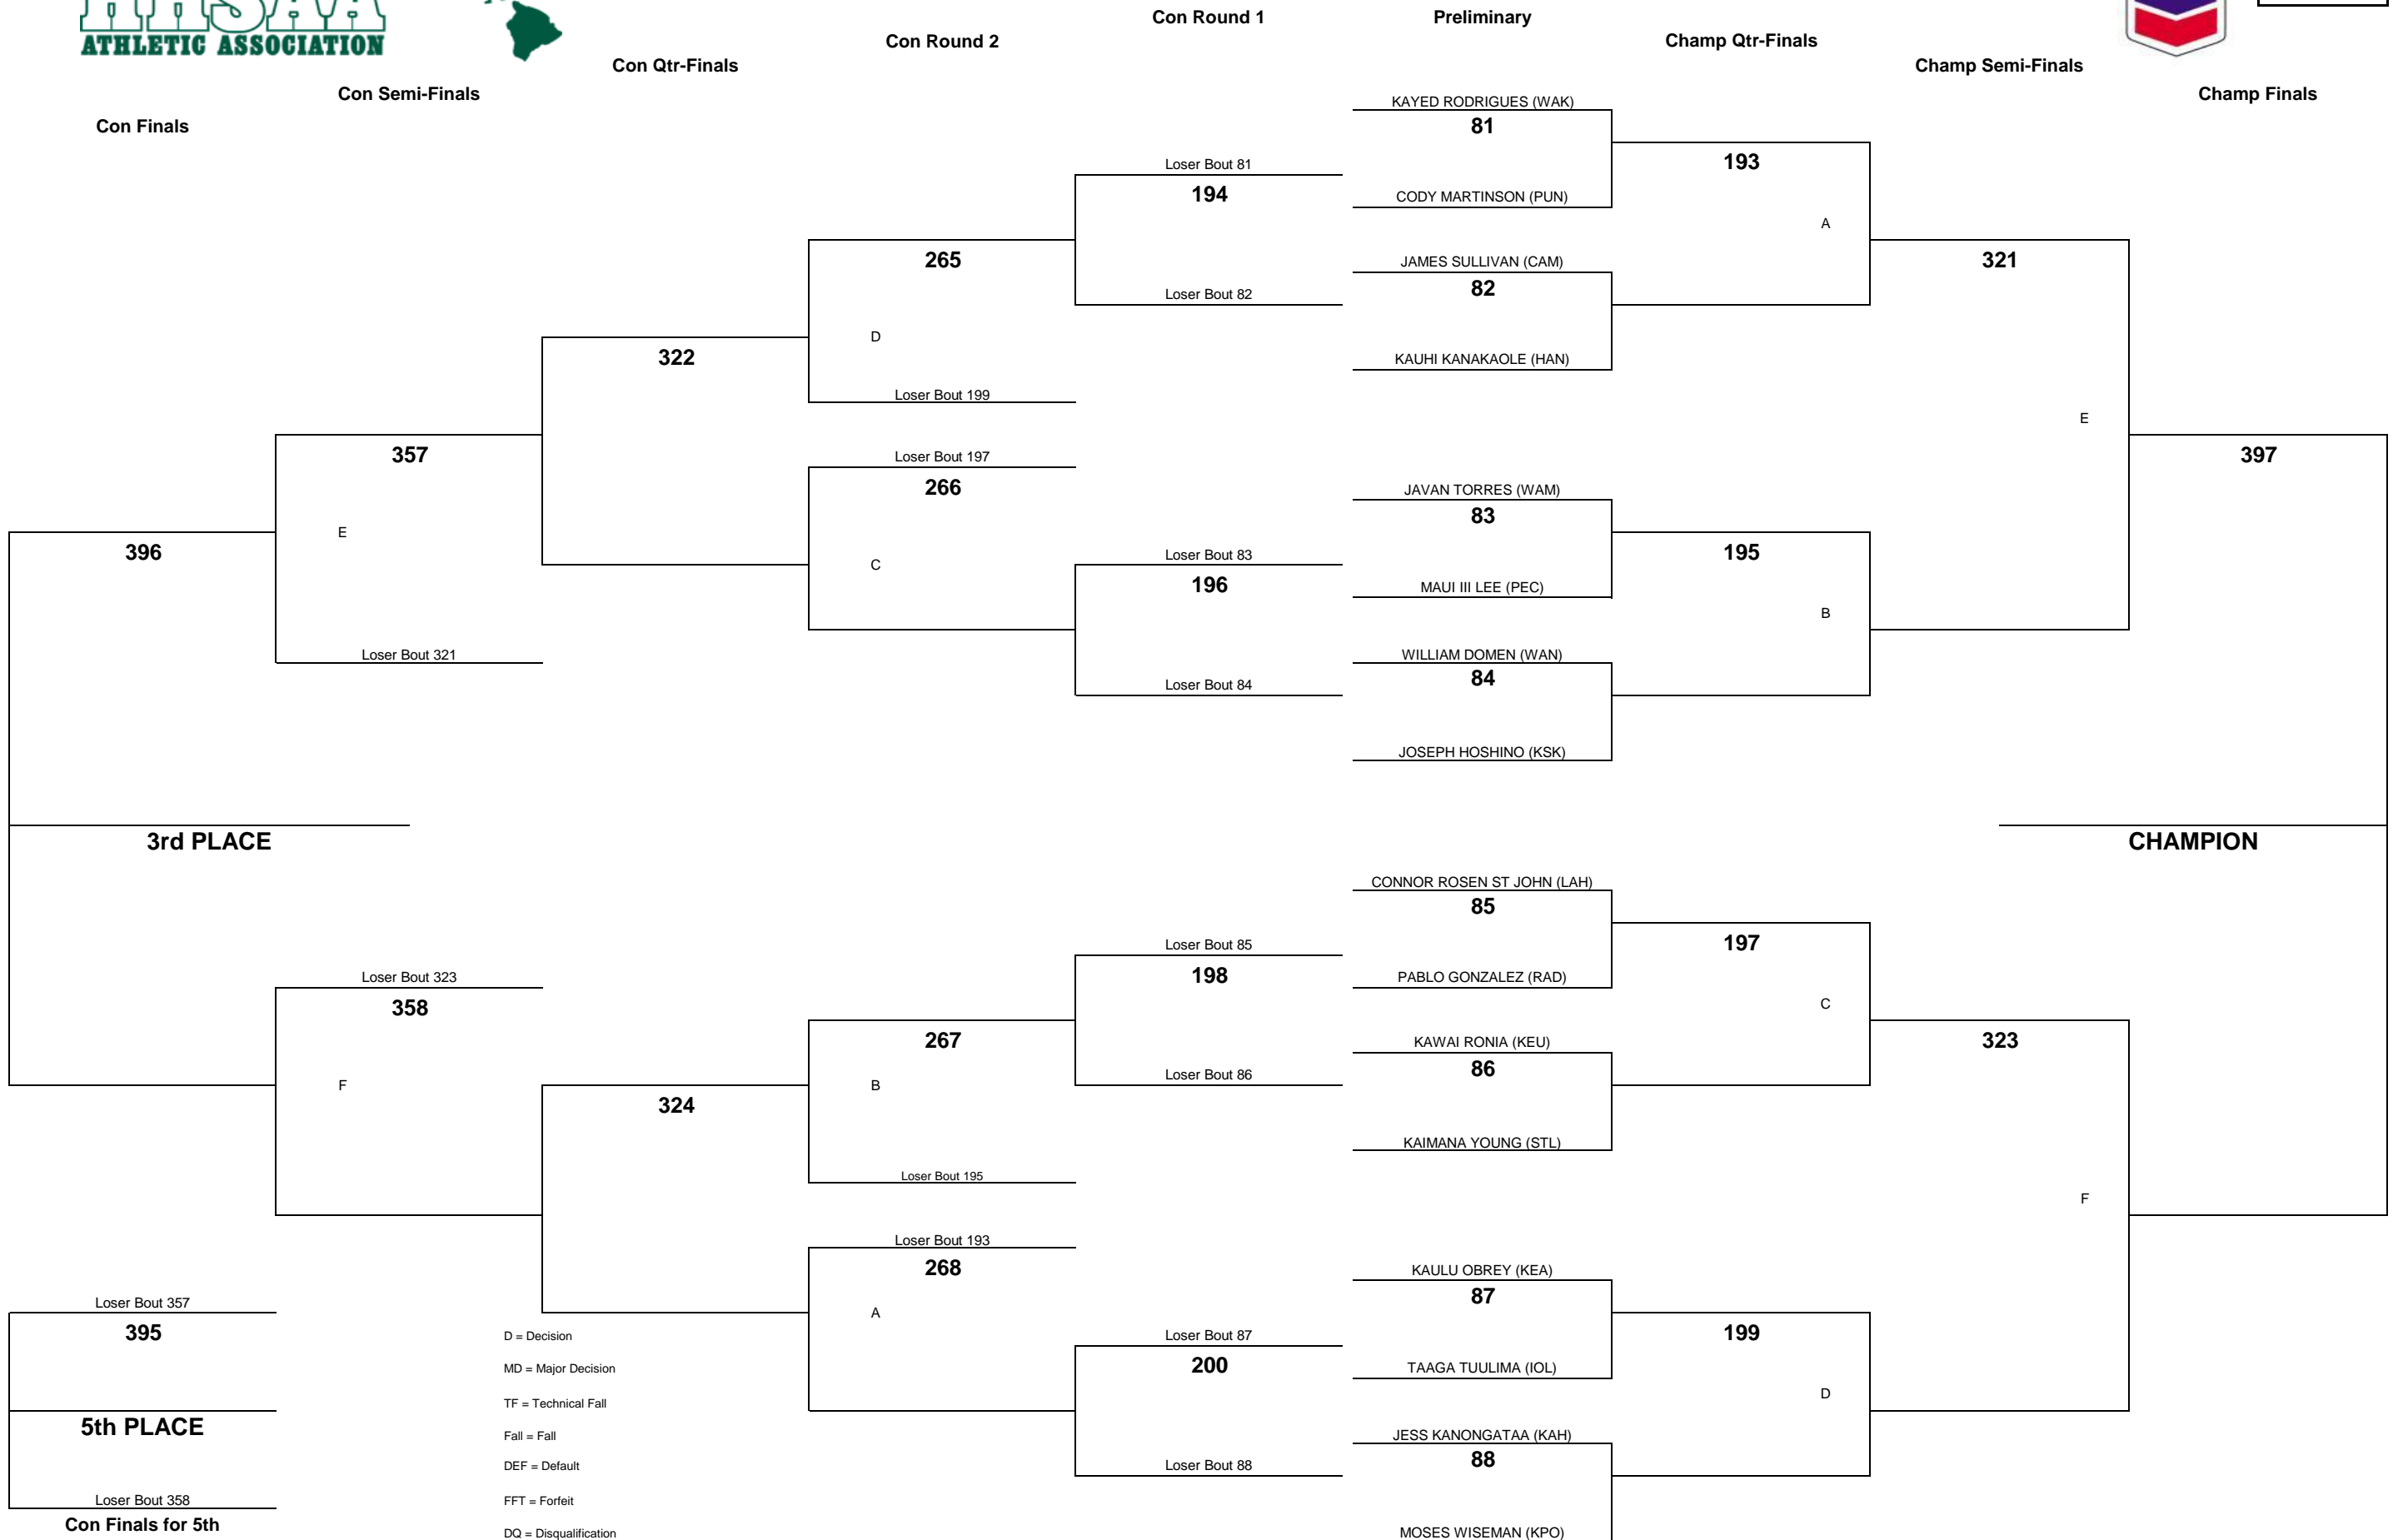 HHSAA
ATHLETIC ASSOCIATION
Con Round 1
Preliminary
Con Round 2
Champ Qtr-Finals
Con Qtr-Finals
Champ Semi-Finals
Con Semi-Finals
Champ Finals
Con Finals
KAYED RODRIGUES (WAK)
81
CODY MARTINSON (PUN)
JAMES SULLIVAN (CAM)
82
KAUHI KANAKAOLE (HAN)
JAVAN TORRES (WAM)
83
MAUI III LEE (PEC)
WILLIAM DOMEN (WAN)
84
JOSEPH HOSHINO (KSK)
CONNOR ROSEN ST JOHN (LAH)
85
PABLO GONZALEZ (RAD)
KAWAI RONIA (KEU)
86
KAIMANA YOUNG (STL)
KAULU OBREY (KEA)
87
TAAGA TUULIMA (IOL)
JESS KANONGATAA (KAH)
88
MOSES WISEMAN (KPO)
193
A
195
B
197
C
199
D
321
E
323
F
397
CHAMPION
Loser Bout 81
194
Loser Bout 82
Loser Bout 83
196
Loser Bout 84
Loser Bout 85
198
Loser Bout 86
Loser Bout 87
200
Loser Bout 88
265
D
Loser Bout 199
Loser Bout 197
266
C
267
B
Loser Bout 195
Loser Bout 193
268
A
322
324
357
E
Loser Bout 321
Loser Bout 323
358
F
396
3rd PLACE
Loser Bout 357
395
5th PLACE
Loser Bout 358
Con Finals for 5th
D = Decision
MD = Major Decision
TF = Technical Fall
Fall = Fall
DEF = Default
FFT = Forfeit
DQ = Disqualification